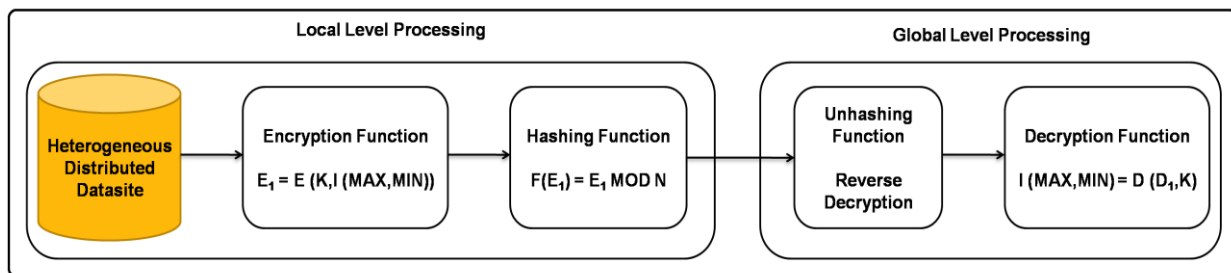 Local Level Processing
Global Level Processing
Heterogeneous
Distributed
Datasite
Encryption Function
E₁ = E (K,I (MAX,MIN))
Hashing Function
F(E₁) = E₁ MOD N
Unhashing
Function
Reverse
Decryption
Decryption Function
I (MAX,MIN) = D (D₁,K)